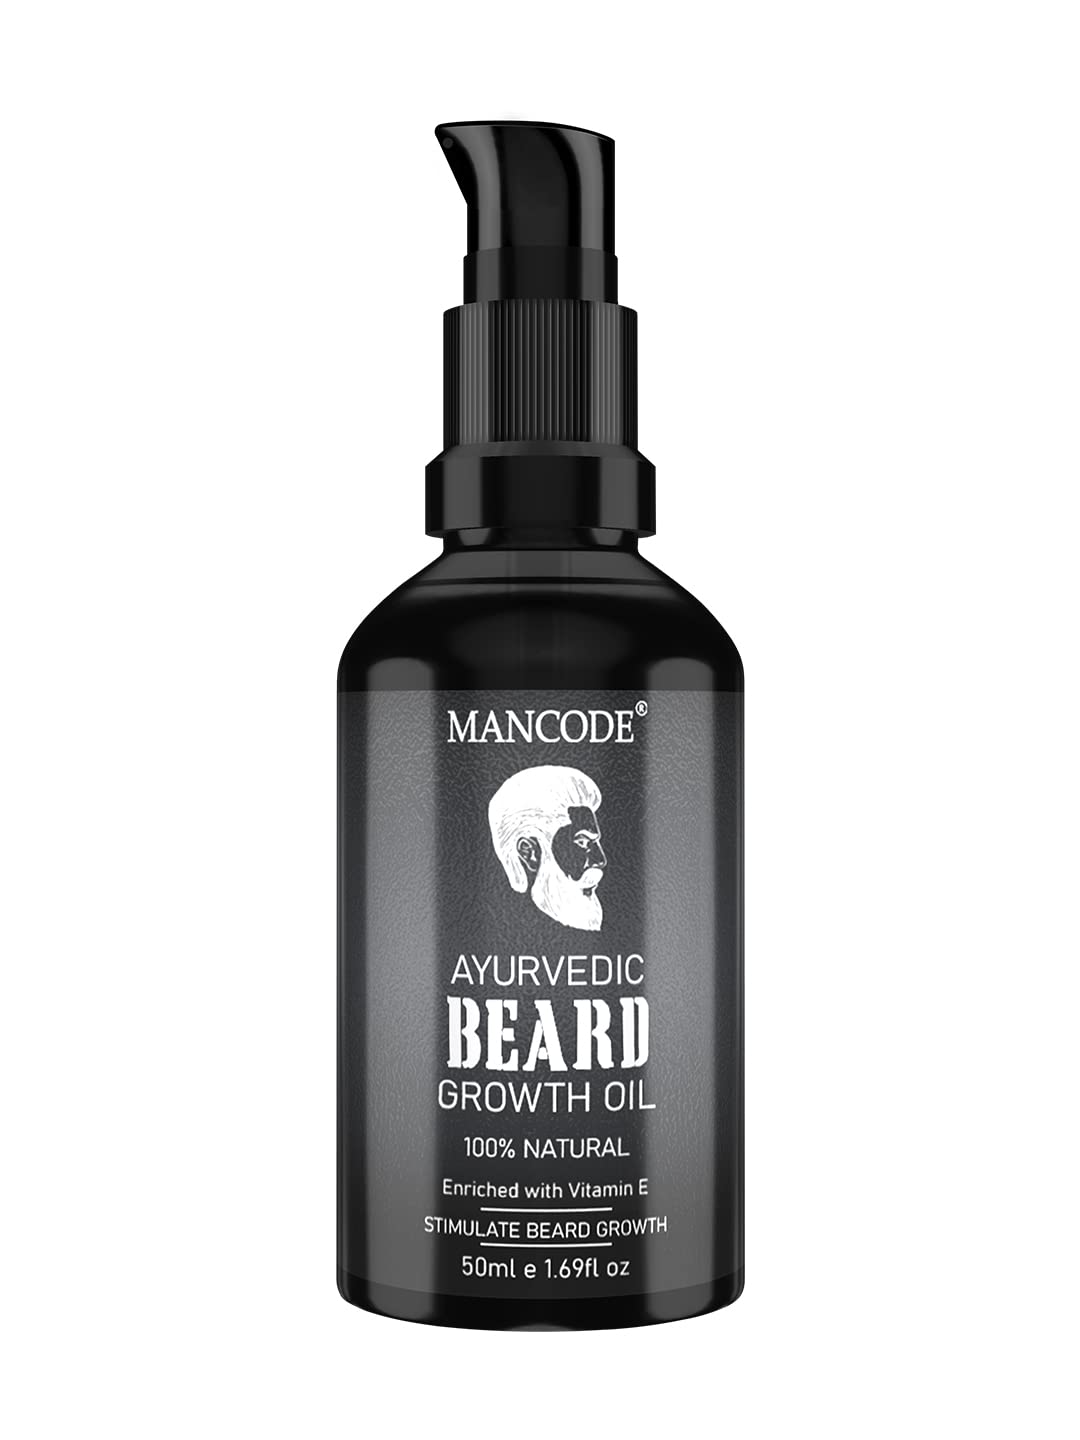 MANCODE®
AYURVEDIC
BEARD
GROWTH OIL
100% NATURAL
Enriched with Vitamin E
STIMULATE BEARD GROWTH
50ml e 1.69fl oz